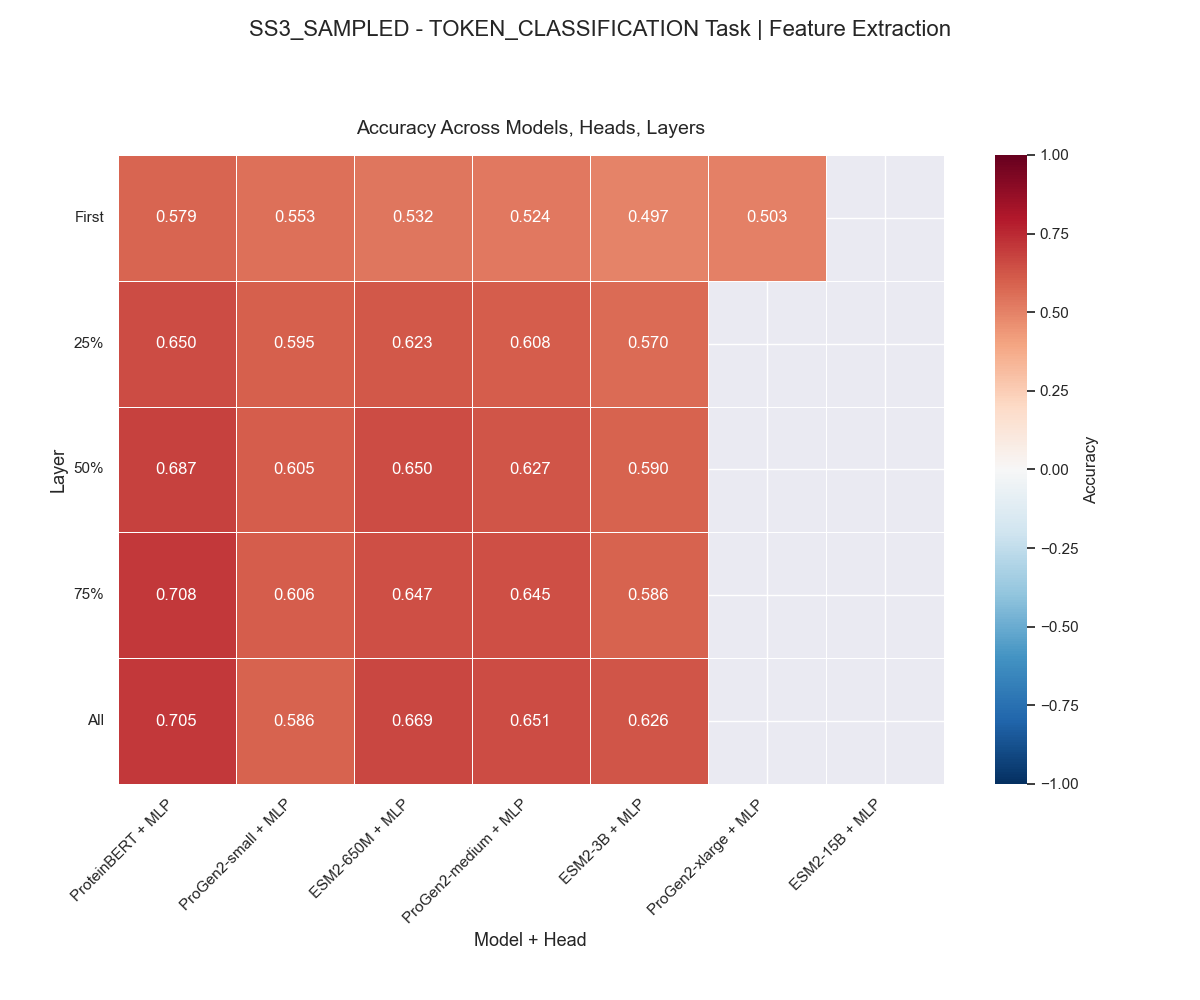 SS3_SAMPLED - TOKEN_CLASSIFICATION Task | Feature Extraction
Accuracy Across Models, Heads, Layers
First 0.579 0.553 0.532 0.524 0.497 0.503
25% 0.650 0.595 0.623 0.608 0.570
50% 0.687 0.605 0.650 0.627 0.590
75% 0.708 0.606 0.647 0.645 0.586
All 0.705 0.586 0.669 0.651 0.626
Layer
ProteinBERT + MLP
ProGen2-small + MLP
ESM2-650M + MLP
ProGen2-medium + MLP
ESM2-3B + MLP
ProGen2-xlarge + MLP
ESM2-15B + MLP
Model + Head
1.00
0.75
0.50
0.25
0.00
−0.25
−0.50
−0.75
−1.00
Accuracy